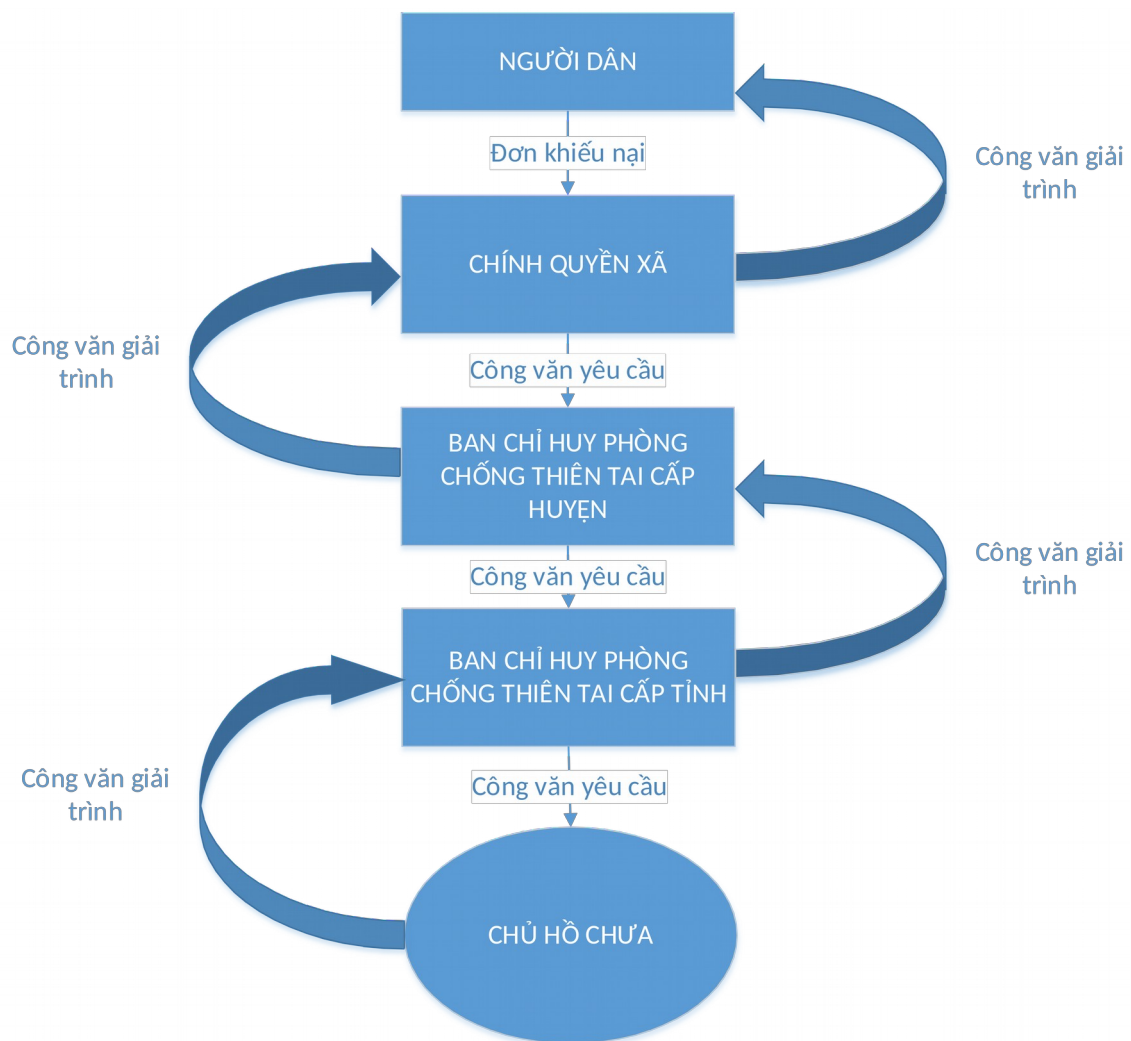 NGƯỜI DÂN
Đơn khiếu nại
Công văn giải
trình
CHÍNH QUYỀN XÃ
Công văn giải
trình
Công văn yêu cầu
BAN CHỈ HUY PHÒNG
CHỐNG THIÊN TAI CẤP
HUYỆN
Công văn giải
trình
Công văn yêu cầu
BAN CHỈ HUY PHÒNG
CHỐNG THIÊN TAI CẤP TỈNH
Công văn giải
trình
Công văn yêu cầu
CHỦ HỒ CHƯA